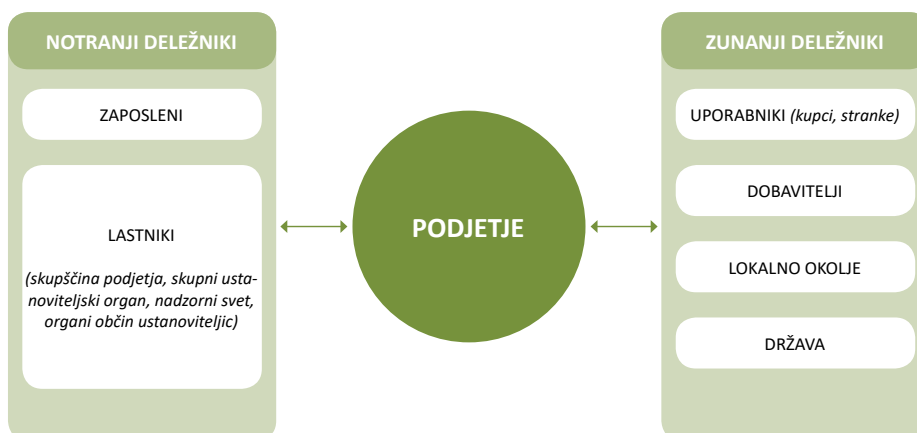 NOTRANJI DELEŽNIKI
ZAPOSLENI
LASTNIKI
(skupščina podjetja, skupni usta-
noviteljski organ, nadzorni svet,
organi občin ustanoviteljic)
PODJETJE
ZUNANJI DELEŽNIKI
UPORABNIKI (kupci, stranke)
DOBAVITELJI
LOKALNO OKOLJE
DRŽAVA